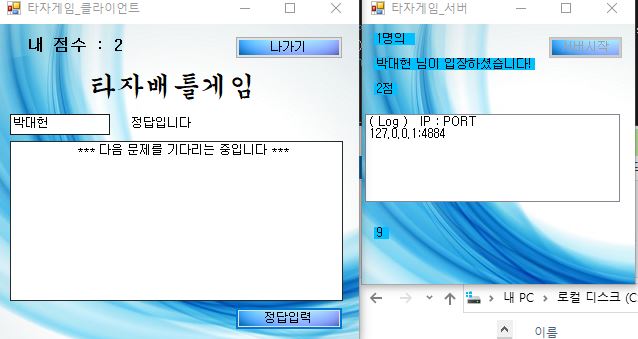 타자게임_클라이언트
내 점수 : 2
나가기
타자배틀게임
박대현
정답입니다
*** 다음 문제를 기다리는 중입니다 ***
정답입력
타자게임_서버
1명의
서버시작
박대현 님이 입장하셨습니다!
2점
( Log ) IP : PORT
127.0.0.1:4884
9
내 PC > 로컬 디스크 (C
이름